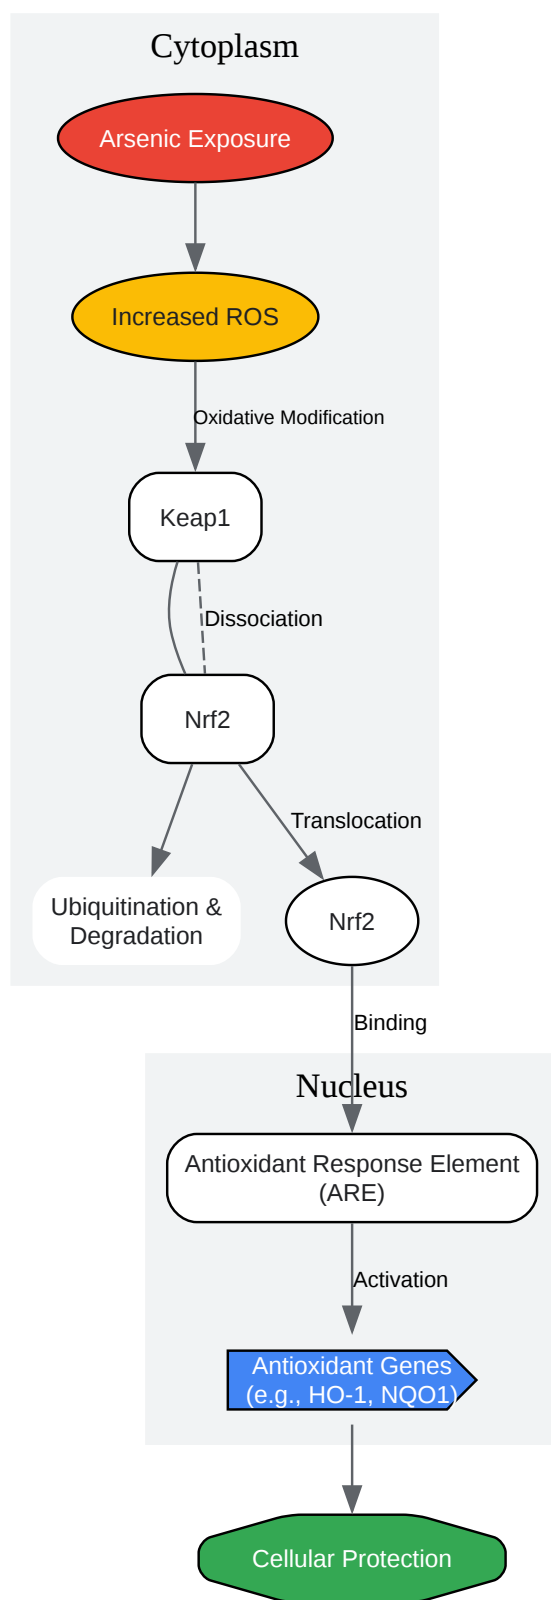 Cytoplasm
Arsenic Exposure
Increased ROS
Oxidative Modification
Keap1
Dissociation
Nrf2
Translocation
Ubiquitination &
Degradation
Nrf2
Binding
Nucleus
Antioxidant Response Element
(ARE)
Activation
Antioxidant Genes
(e.g., HO-1, NQO1)
Cellular Protection